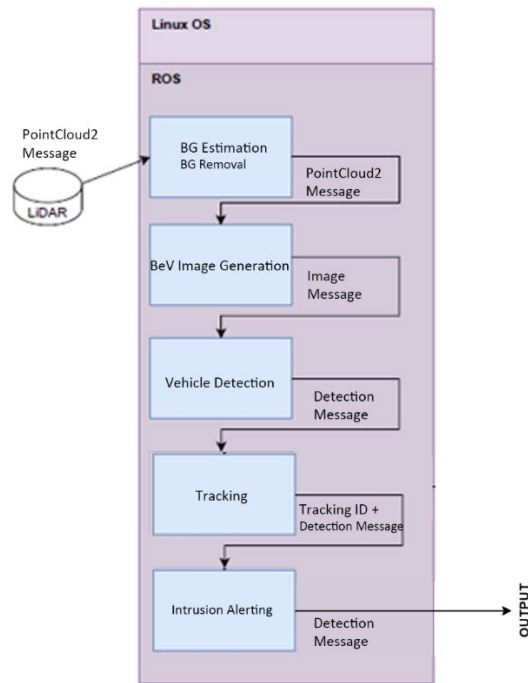 Linux OS
ROS
PointCloud2
Message
LiDAR
BG Estimation
BG Removal
PointCloud2
Message
BeV Image Generation
Image
Message
Vehicle Detection
Detection
Message
Tracking
Tracking ID +
Detection Message
Intrusion Alerting
Detection
Message
OUTPUT